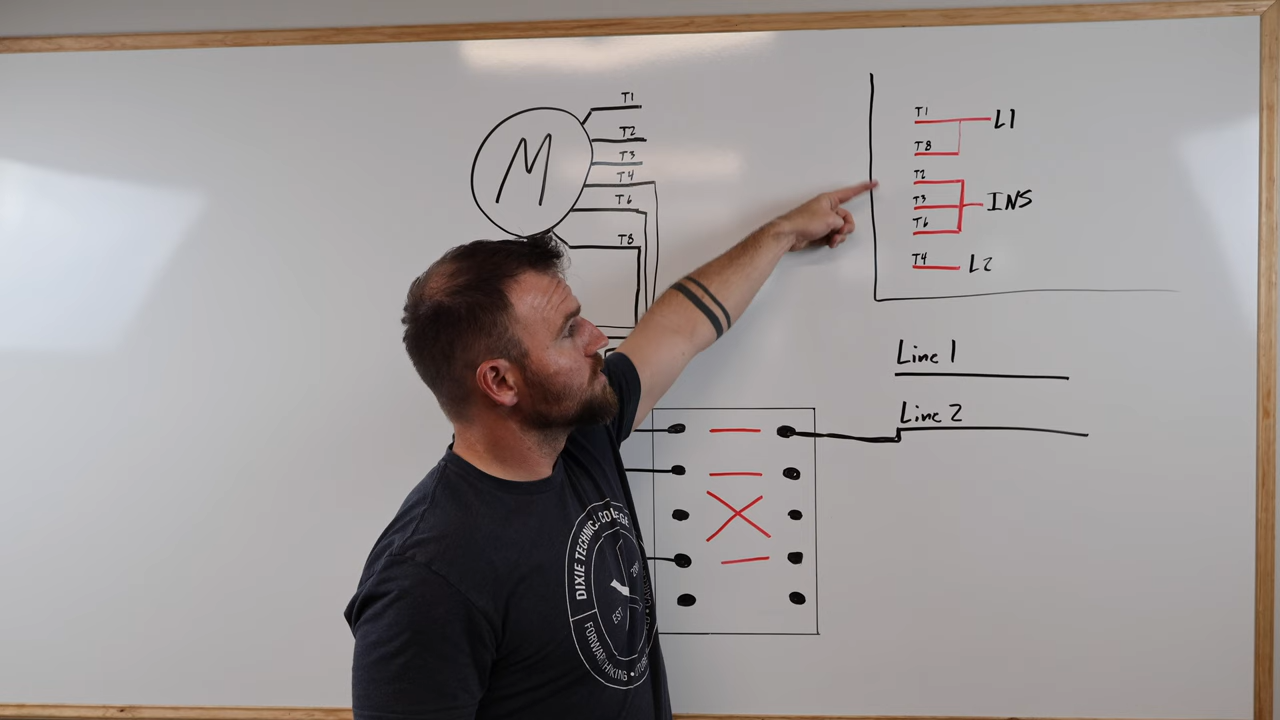 T1
T2
T3
T4
T6
T8
M
T1
L1
T8
T2
T3
INS
T6
T4
L2
Line 1
Line 2
DIXIE TECHNICAL COLLEGE
EST
FORWARD THINKING